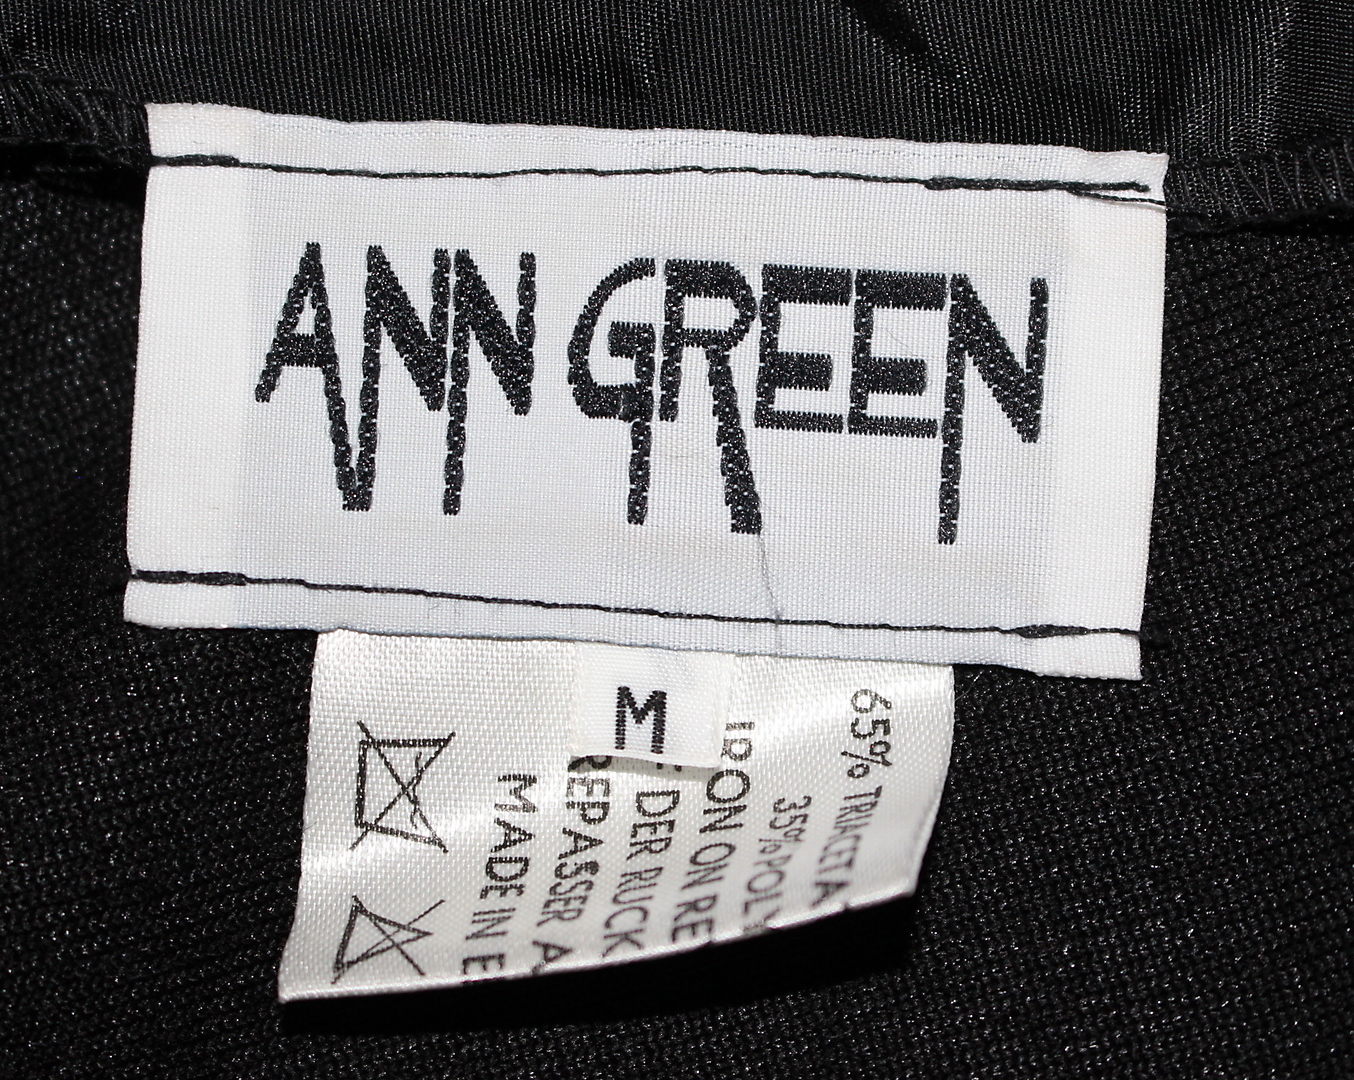 ANN GREEN
M
65% TRIACETA
35% POLY
IRON ON RE
DER RUCK
REPASSER A
MADE IN E